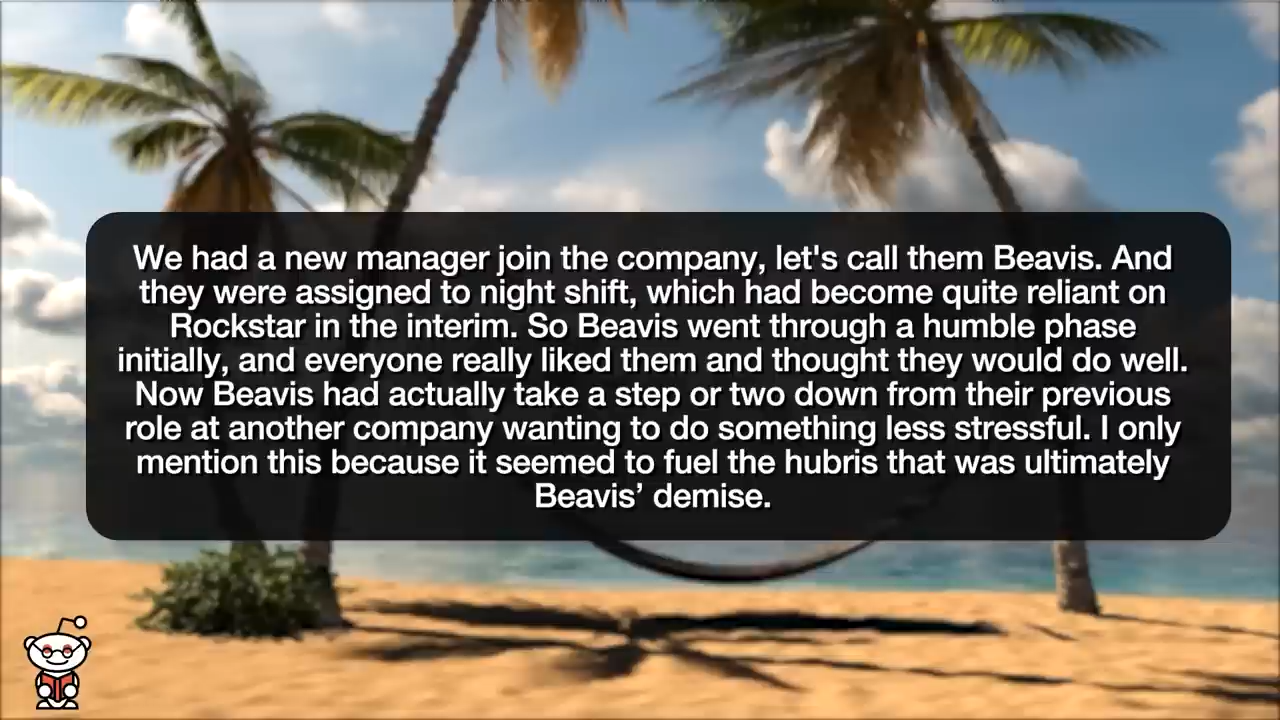 We had a new manager join the company, let's call them Beavis. And
they were assigned to night shift, which had become quite reliant on
Rockstar in the interim. So Beavis went through a humble phase
initially, and everyone really liked them and thought they would do well.
Now Beavis had actually take a step or two down from their previous
role at another company wanting to do something less stressful. I only
mention this because it seemed to fuel the hubris that was ultimately
Beavis’ demise.